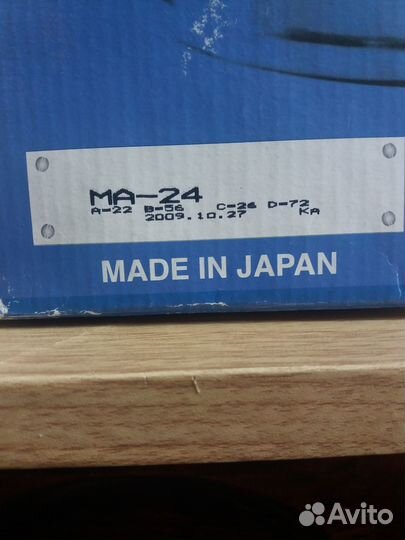 MA-24
A-22 B-56 C-26 D-72
2009.10.27 KA
MADE IN JAPAN
Avito